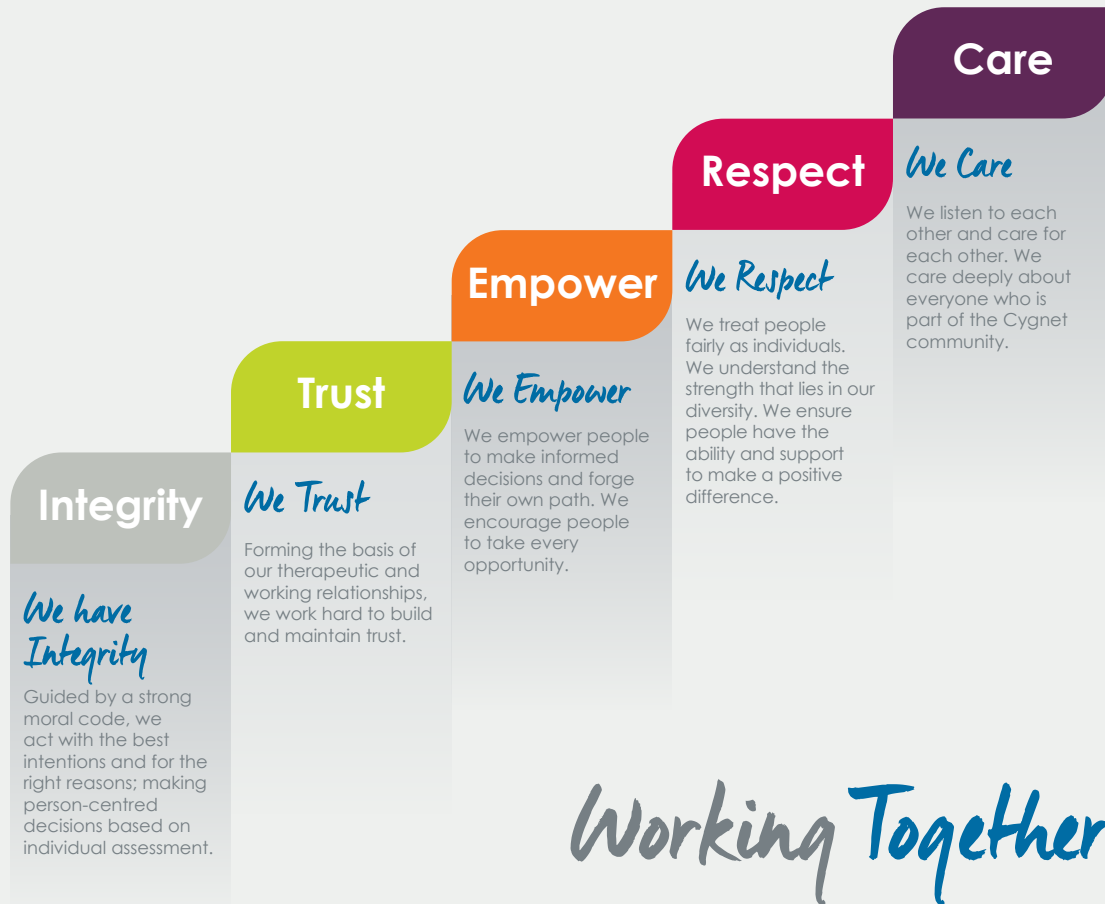 Care
We Care
We listen to each
other and care for
each other. We
care deeply about
everyone who is
part of the Cygnet
community.
Respect
We Respect
We treat people
fairly as individuals.
We understand the
strength that lies in our
diversity. We ensure
people have the
ability and support
to make a positive
difference.
Empower
We Empower
We empower people
to make informed
decisions and forge
their own path. We
encourage people
to take every
opportunity.
Trust
We Trust
Forming the basis of
our therapeutic and
working relationships,
we work hard to build
and maintain trust.
Integrity
We have
Integrity
Guided by a strong
moral code, we
act with the best
intentions and for the
right reasons; making
person-centred
decisions based on
individual assessment.
Working Together